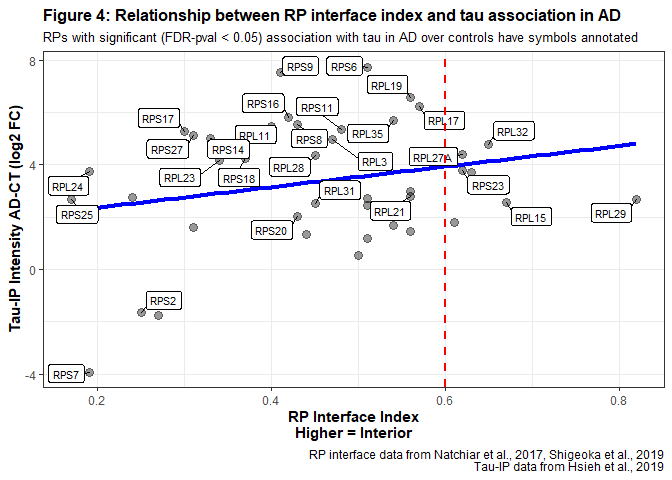 Figure 4: Relationship between RP interface index and tau association in AD
RPs with significant (FDR-pval < 0.05) association with tau in AD over controls have symbols annotated
8
4
0
-4
Tau-IP Intensity AD-CT (log2 FC)
RPS9
RPS6
RPL19
RPS16
RPS11
RPL17
RPS17
RPL11
RPL35
RPL32
RPS27
RPS14
RPS8
RPL3
RPL27A
RPL28
RPL23
RPS18
RPS23
RPL24
RPL31
RPS25
RPL21
RPL15
RPL29
RPS20
RPS2
RPS7
0.2
0.4
0.6
0.8
RP Interface Index
Higher = Interior
RP interface data from Natchiar et al., 2017, Shigeoka et al., 2019
Tau-IP data from Hsieh et al., 2019